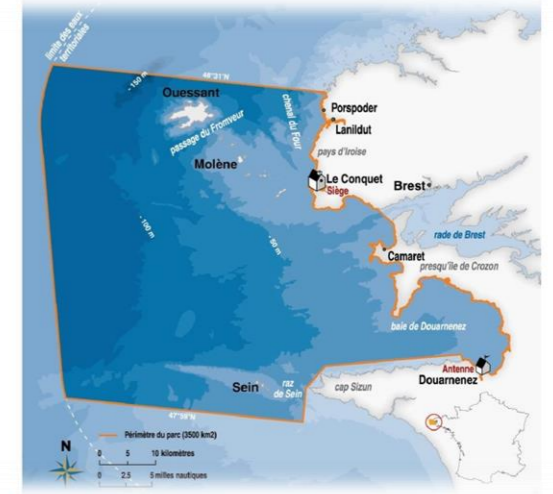 limite des eaux
territoriales
- 150 m
48°31'N
Ouessant
passage du Fromveur
chenal du Four
Porspoder
Lanildut
pays d'Iroise
Molène
Le Conquet
Siège
Brest
rade de Brest
- 100 m
- 50 m
Camaret
presqu'île de Crozon
baie de Douarnenez
Antenne
Douarnenez
Sein
raz
de Sein
cap Sizun
Périmètre du parc (3500 km2)
N
0 5 10 kilomètres
0 2.5 5 milles nautiques